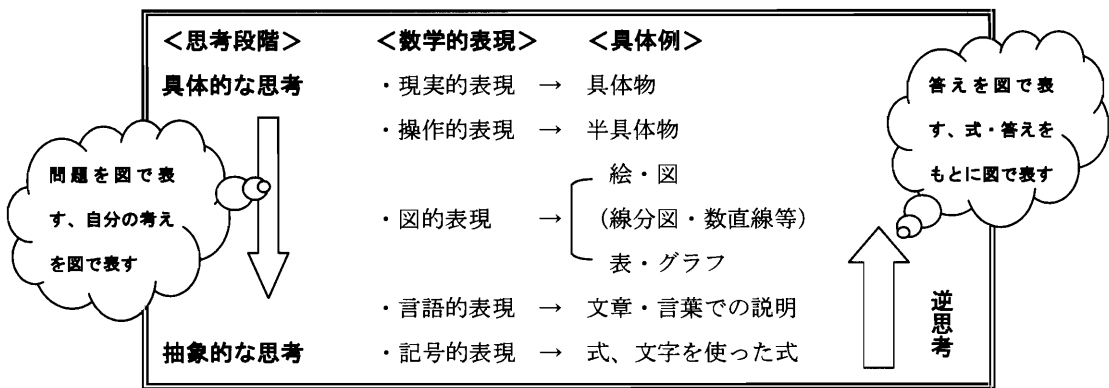 ＜思考段階＞ ＜数学的表現＞ ＜具体例＞
具体的な思考 ・現実的表現 → 具体物
・操作的表現 → 半具体物
絵・図
・図的表現 → （線分図・数直線等）
表・グラフ
・言語的表現 → 文章・言葉での説明
抽象的な思考 ・記号的表現 → 式、文字を使った式
問題を図で表
す、自分の考え
を図で表す
答えを図で表
す、式・答えを
もとに図で表す
逆思考